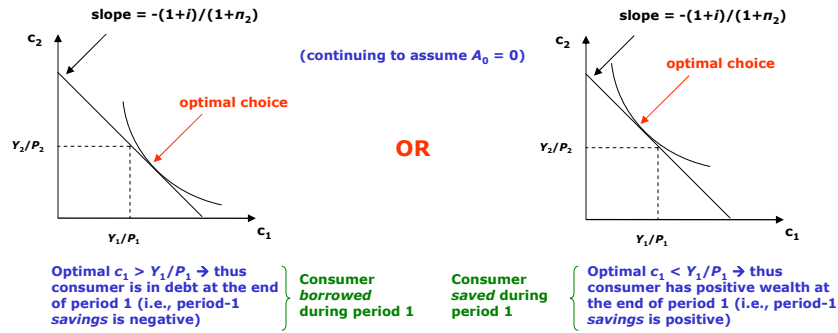 slope = -(1+i)/(1+π₂)
c₂
optimal choice
Y₂/P₂
Y₁/P₁
c₁
(continuing to assume A₀ = 0)
OR
slope = -(1+i)/(1+π₂)
c₂
optimal choice
Y₂/P₂
Y₁/P₁
c₁
Optimal c₁ > Y₁/P₁ → thus
consumer is in debt at the end
of period 1 (i.e., period-1
savings is negative)
Consumer
borrowed
during period 1
Consumer
saved during
period 1
Optimal c₁ < Y₁/P₁ → thus
consumer has positive wealth at
the end of period 1 (i.e., period-1
savings is positive)